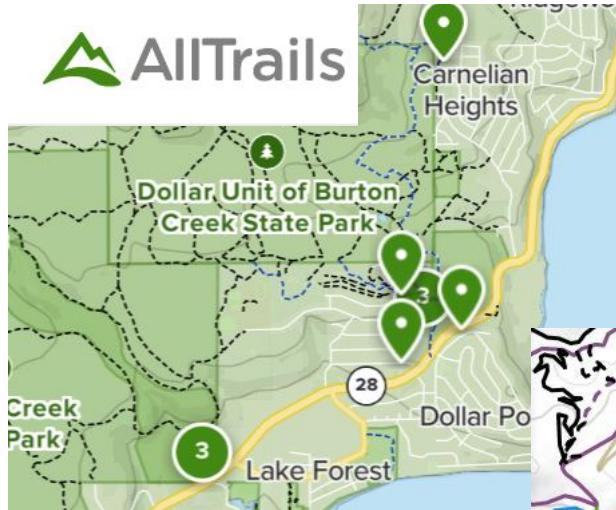 AllTrails
Carnelian
Heights
Dollar Unit of Burton
Creek State Park
3
28
Creek
Park
Dollar Po
3
Lake Forest